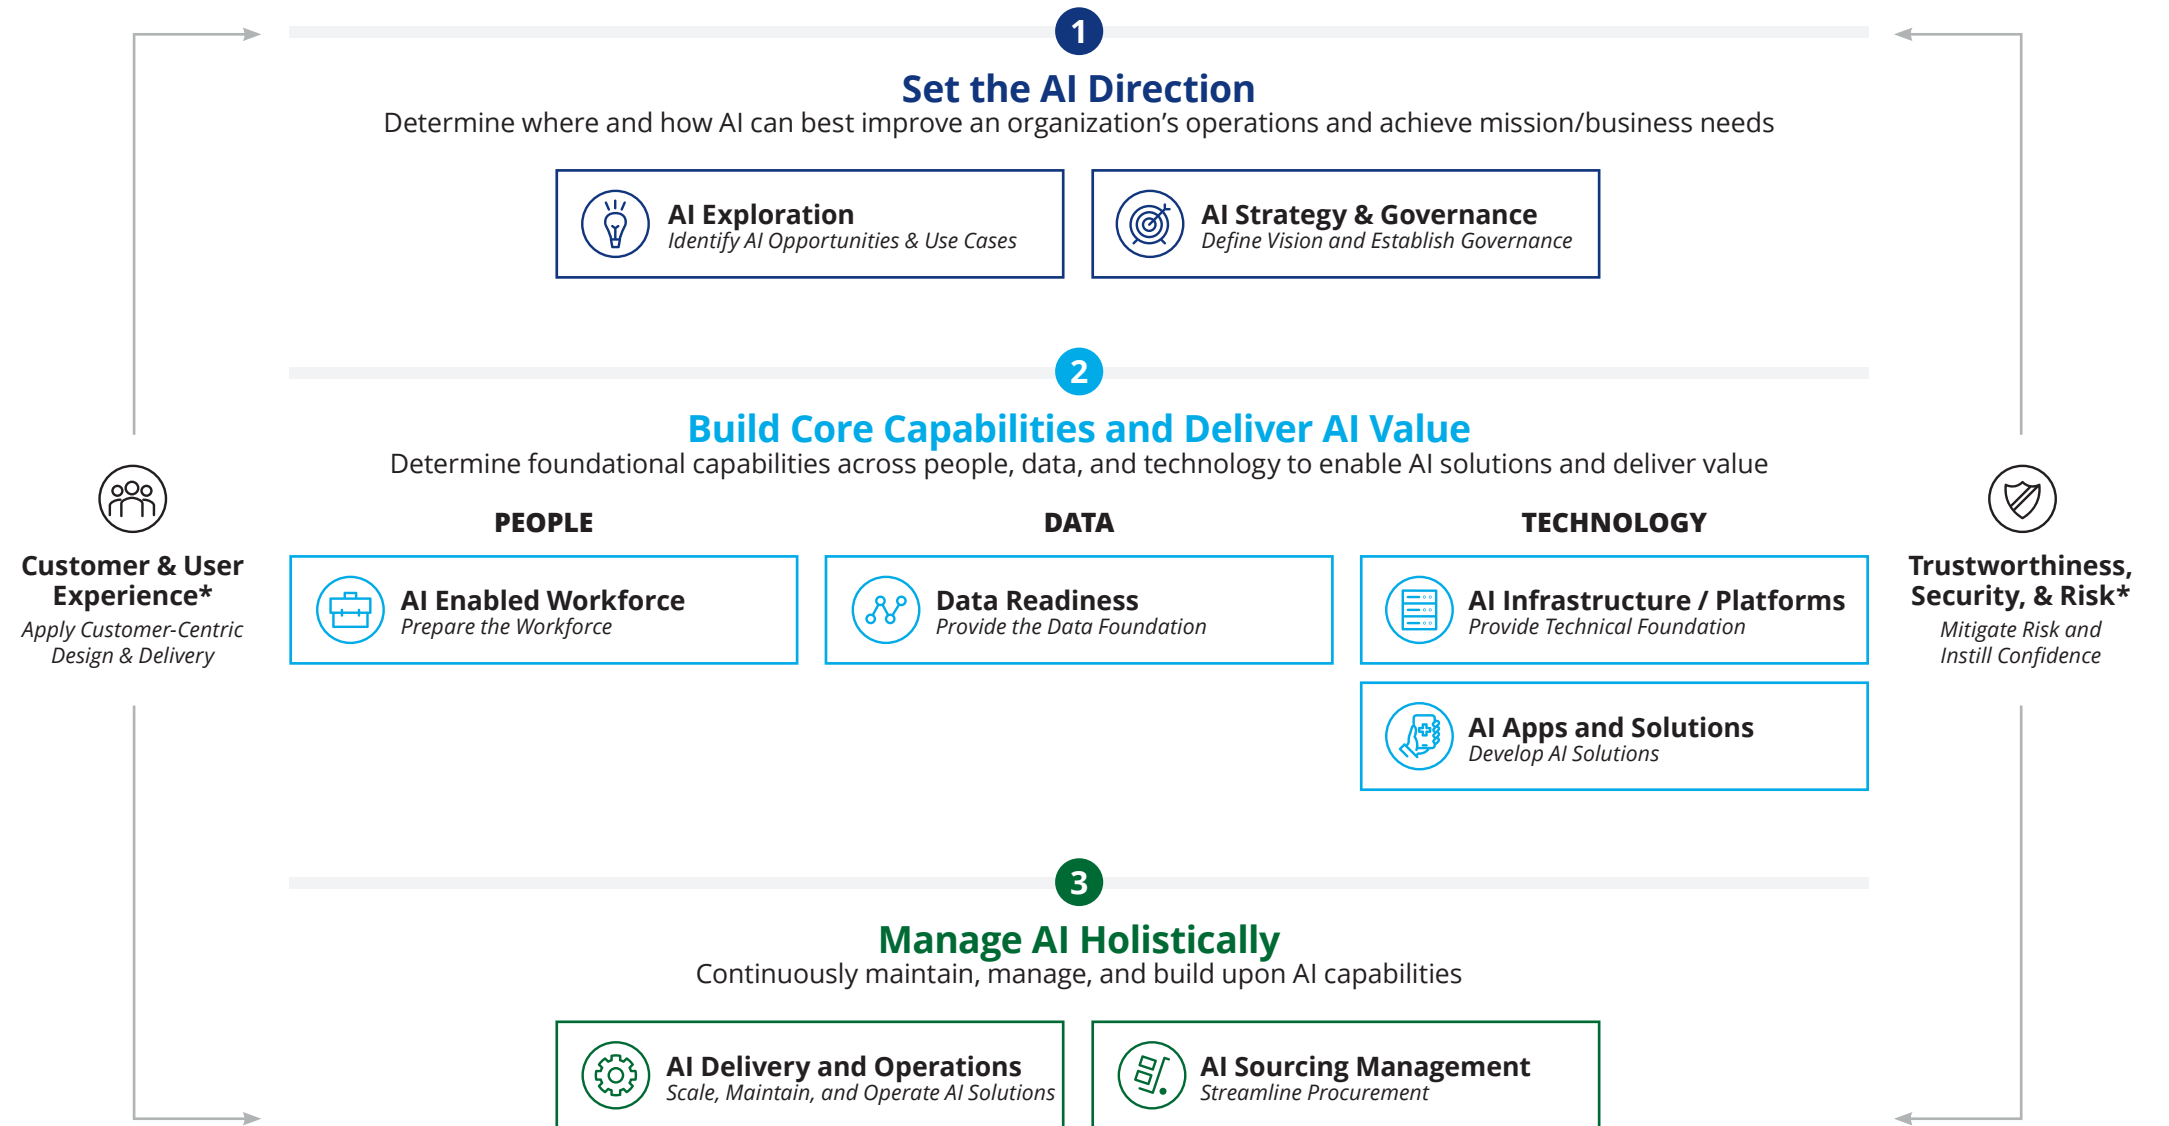 1
Set the AI Direction
Determine where and how AI can best improve an organization's operations and achieve mission/business needs
AI Exploration
Identify AI Opportunities & Use Cases
AI Strategy & Governance
Define Vision and Establish Governance
2
Build Core Capabilities and Deliver AI Value
Determine foundational capabilities across people, data, and technology to enable AI solutions and deliver value
Customer & User
Experience*
Apply Customer-Centric
Design & Delivery
PEOPLE
AI Enabled Workforce
Prepare the Workforce
DATA
Data Readiness
Provide the Data Foundation
TECHNOLOGY
AI Infrastructure / Platforms
Provide Technical Foundation
AI Apps and Solutions
Develop AI Solutions
Trustworthiness,
Security, & Risk*
Mitigate Risk and
Instill Confidence
3
Manage AI Holistically
Continuously maintain, manage, and build upon AI capabilities
AI Delivery and Operations
Scale, Maintain, and Operate AI Solutions
AI Sourcing Management
Streamline Procurement